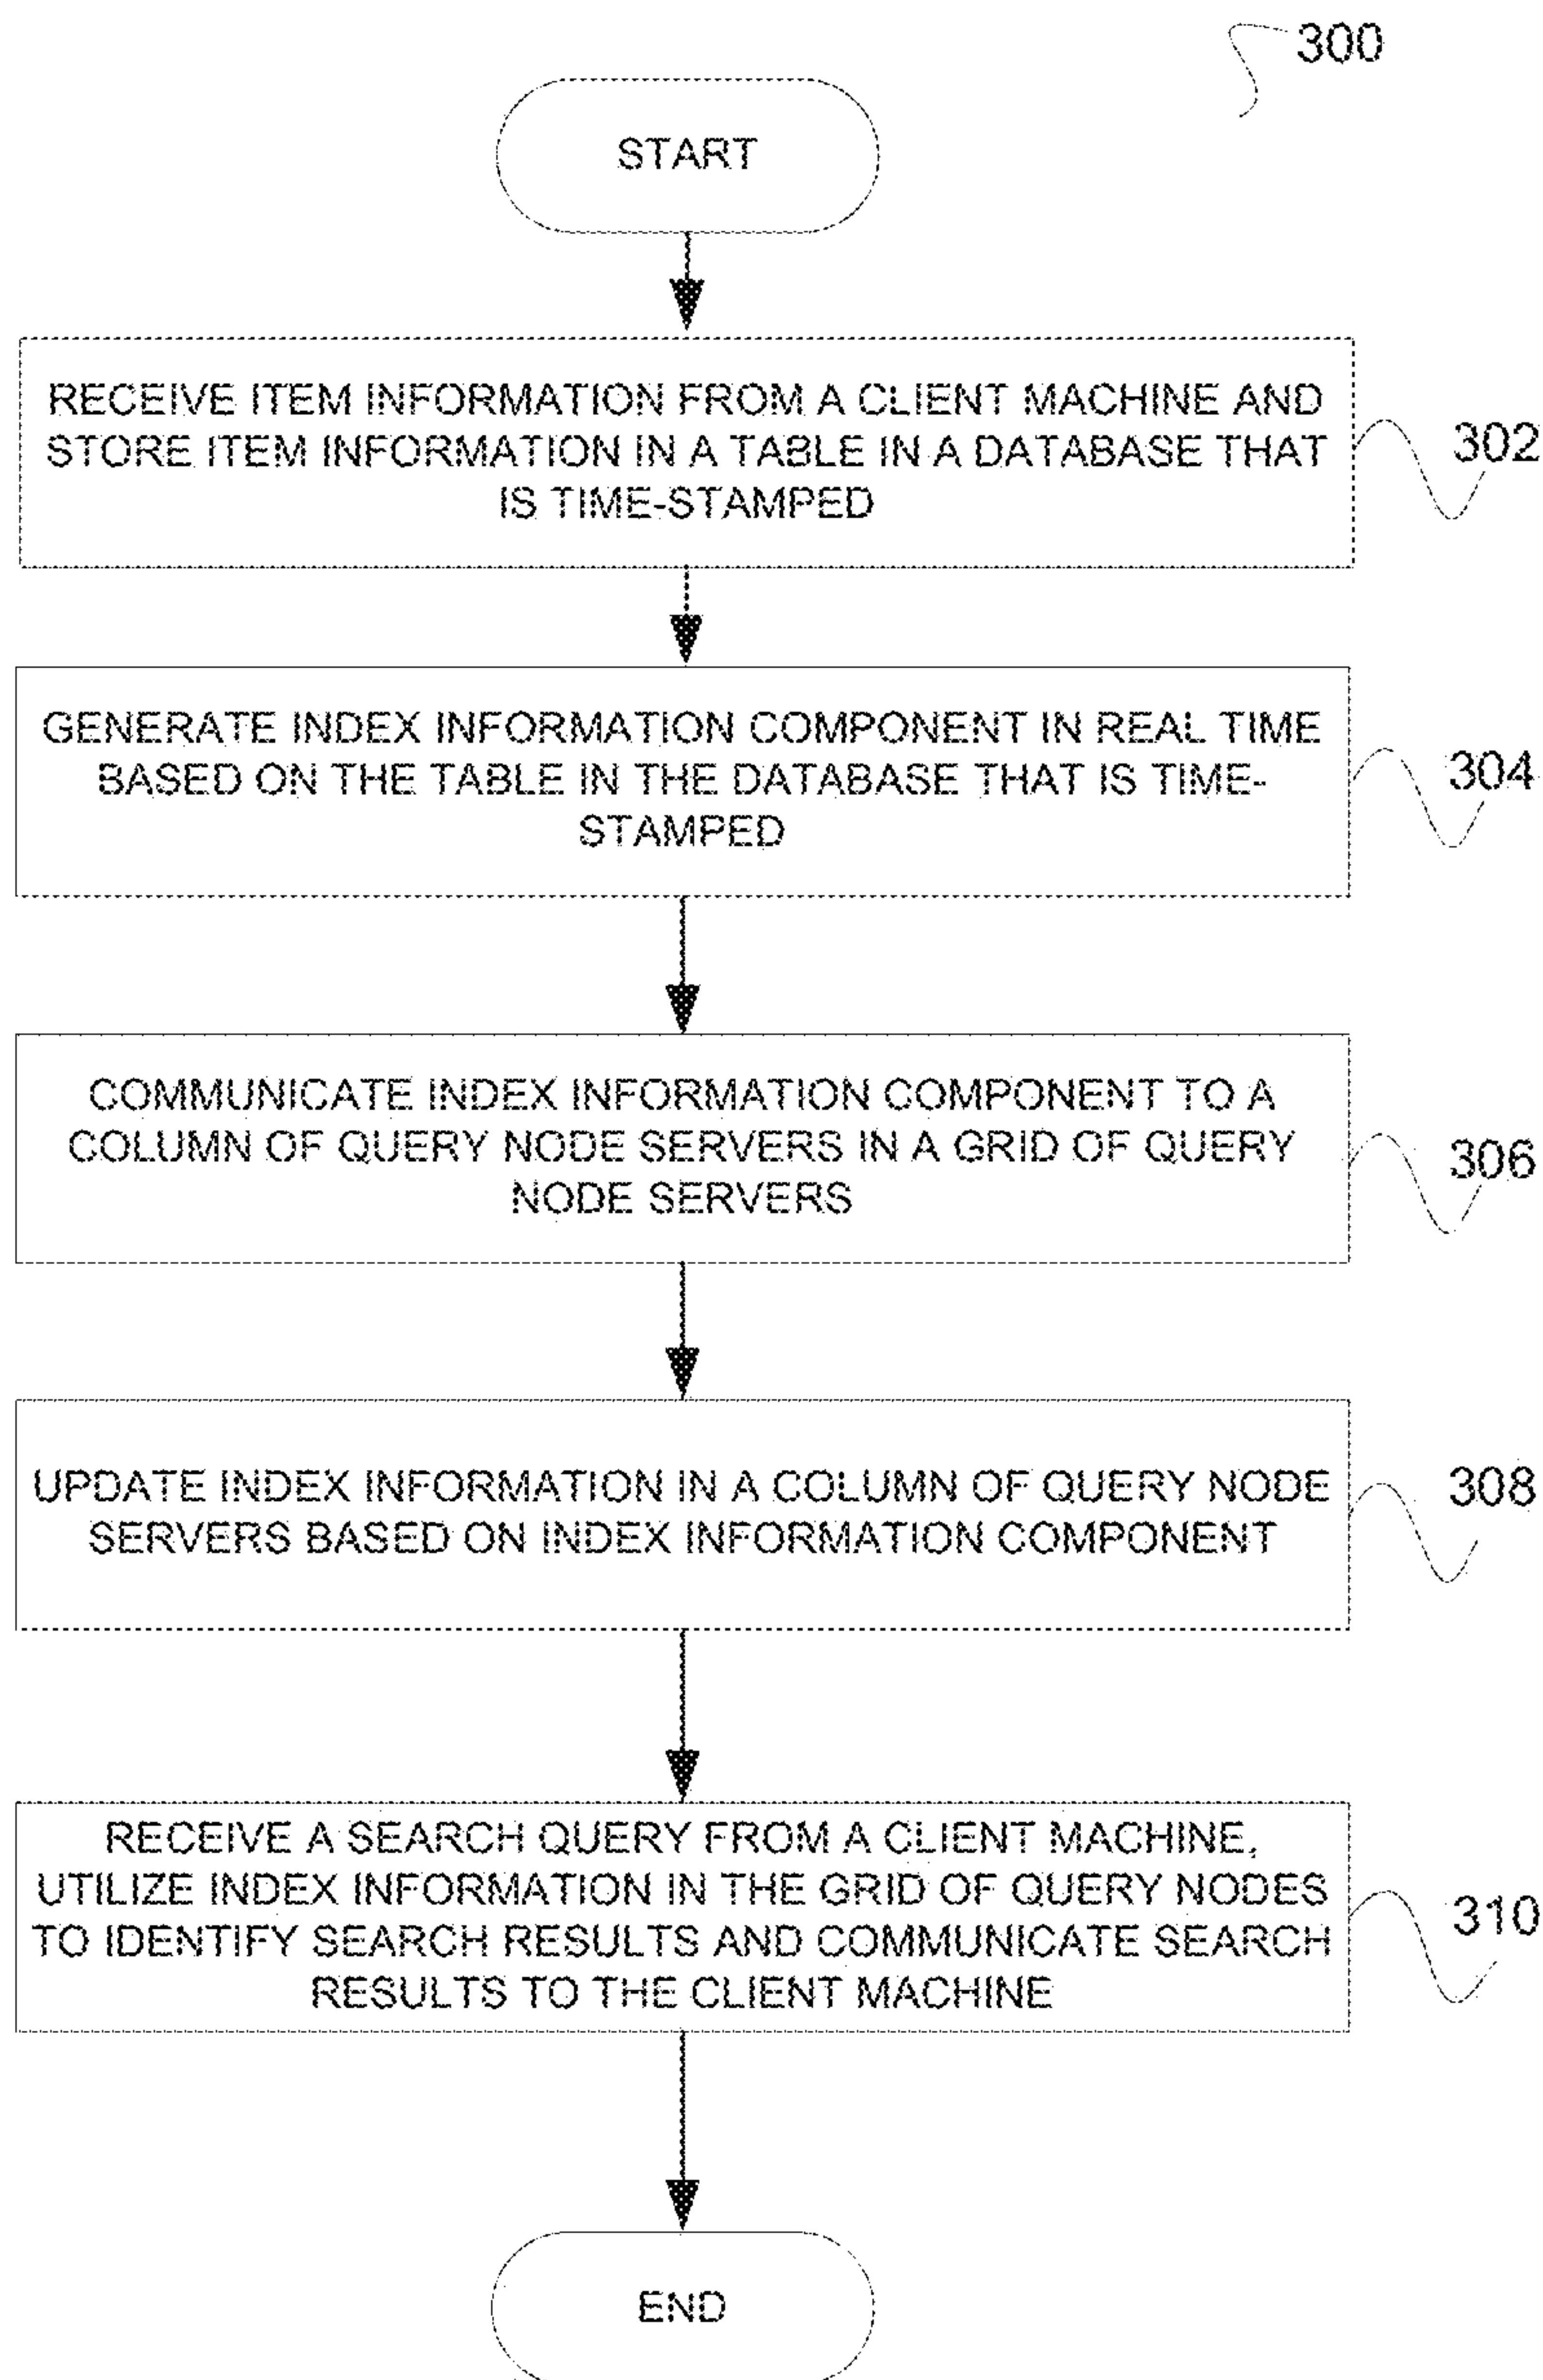 300
START
RECEIVE ITEM INFORMATION FROM A CLIENT MACHINE AND
STORE ITEM INFORMATION IN A TABLE IN A DATABASE THAT
IS TIME-STAMPED
302
GENERATE INDEX INFORMATION COMPONENT IN REAL TIME
BASED ON THE TABLE IN THE DATABASE THAT IS TIME-
STAMPED
304
COMMUNICATE INDEX INFORMATION COMPONENT TO A
COLUMN OF QUERY NODE SERVERS IN A GRID OF QUERY
NODE SERVERS
306
UPDATE INDEX INFORMATION IN A COLUMN OF QUERY NODE
SERVERS BASED ON INDEX INFORMATION COMPONENT
308
RECEIVE A SEARCH QUERY FROM A CLIENT MACHINE,
UTILIZE INDEX INFORMATION IN THE GRID OF QUERY NODES
TO IDENTIFY SEARCH RESULTS AND COMMUNICATE SEARCH
RESULTS TO THE CLIENT MACHINE
310
END